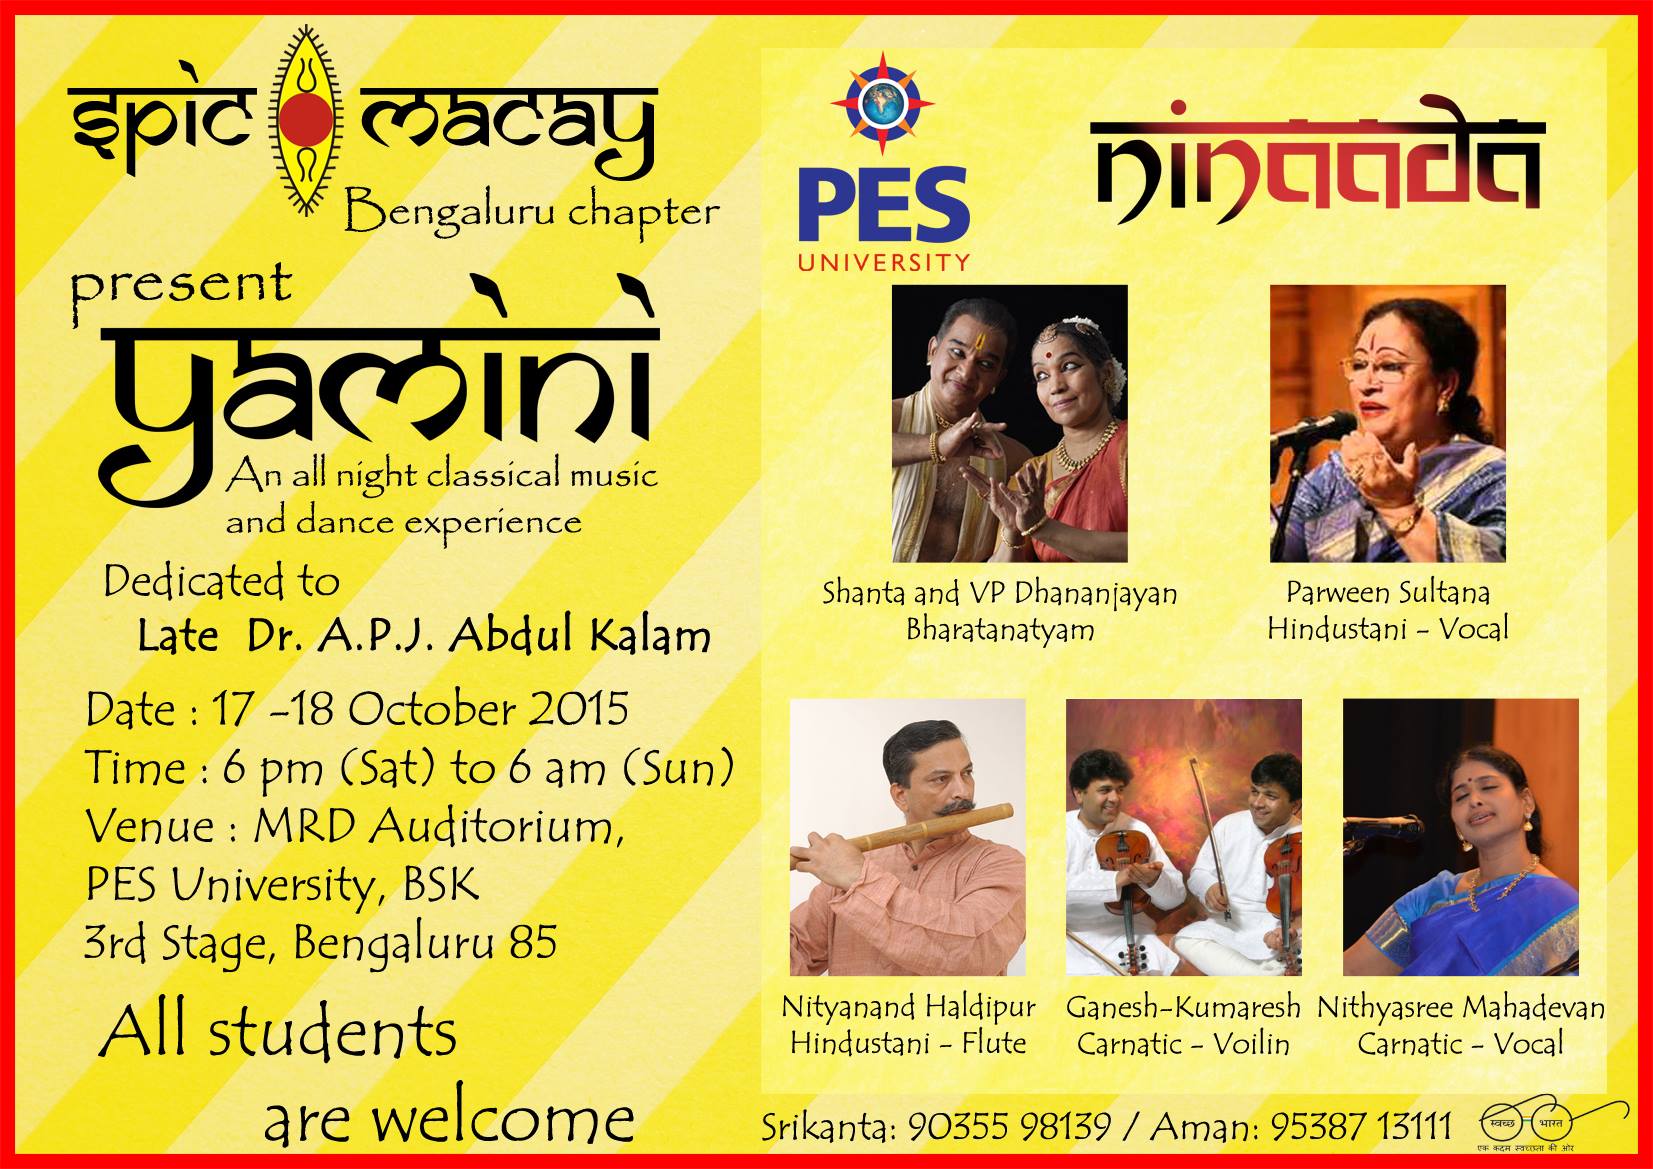 spic macay
Bengaluru chapter
present
yamini
An all night classical music
and dance experience
Dedicated to
Late Dr. A.P.J. Abdul Kalam
Date : 17 -18 October 2015
Time : 6 pm (Sat) to 6 am (Sun)
Venue : MRD Auditorium,
PES University, BSK
3rd Stage, Bengaluru 85
All students
are welcome
PES
UNIVERSITY
ninaada
Shanta and VP Dhananjayan
Bharatanatyam
Parween Sultana
Hindustani - Vocal
Nityanand Haldipur
Hindustani - Flute
Ganesh-Kumaresh
Carnatic - Voilin
Nithyasree Mahadevan
Carnatic - Vocal
Srikanta: 90355 98139 / Aman: 95387 13111
स्वच्छ भारत
एक कदम स्वच्छता की ओर